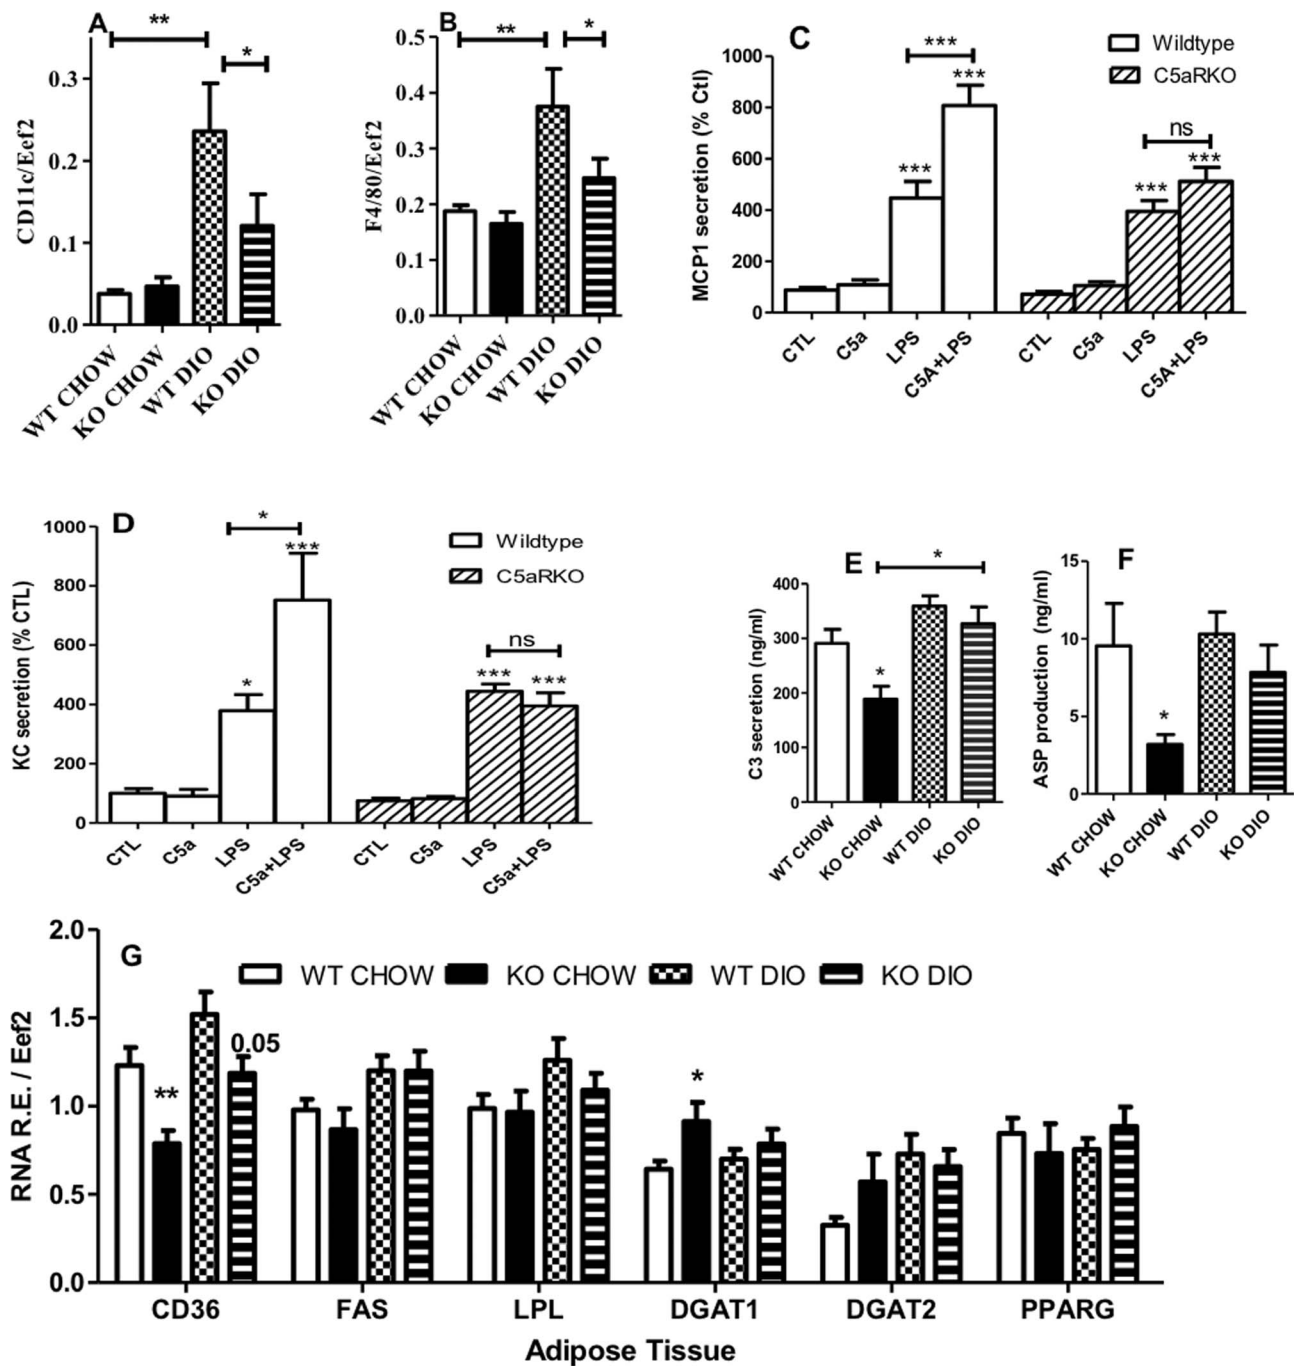 A
**
*
CD11c/Eef2
0.3
0.2
0.1
0.0
WT CHOW
KO CHOW
WT DIO
KO DIO
B
**
*
F4/80/Eef2
0.5
0.4
0.3
0.2
0.1
0.0
WT CHOW
KO CHOW
WT DIO
KO DIO
C
Wildtype
C5aRKO
MCP1 secretion (% Ctl)
1000
800
600
400
200
0
***
***
***
ns
***
***
CTL
C5a
LPS
C5A+LPS
CTL
C5a
LPS
C5A+LPS
D
Wildtype
C5aRKO
KC secretion (% CTL)
1000
800
600
400
200
0
*
***
*
ns
***
***
CTL
C5a
LPS
C5a+LPS
CTL
C5a
LPS
C5a+LPS
E
*
*
C3 secretion (ng/ml)
400
300
200
100
0
WT CHOW
KO CHOW
WT DIO
KO DIO
F
*
ASP production (ng/ml)
15
10
5
0
WT CHOW
KO CHOW
WT DIO
KO DIO
G
WT CHOW
KO CHOW
WT DIO
KO DIO
RNA R.E. / Eef2
2.0
1.5
1.0
0.5
0.0
**
0.05
*
CD36
FAS
LPL
DGAT1
DGAT2
PPARG
Adipose Tissue